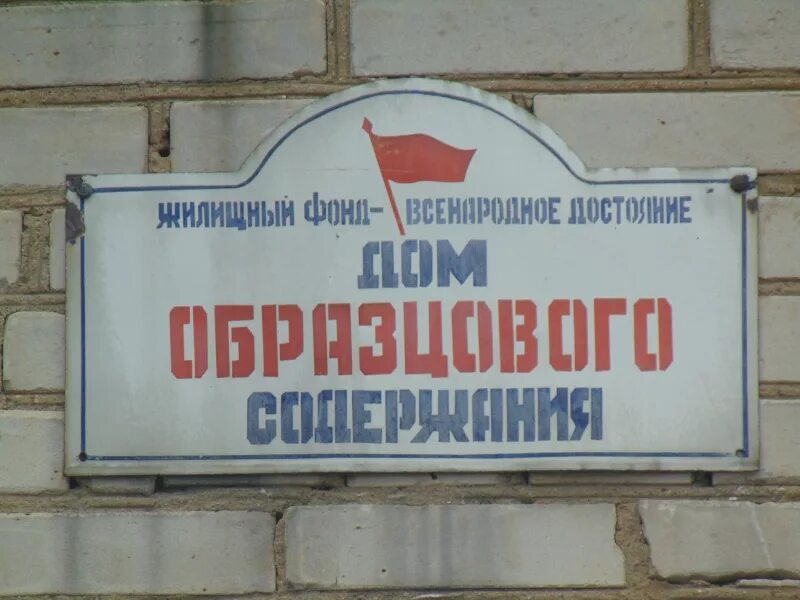 ЖИЛИЩНЫЙ ФОНД- ВСЕНАРОДНОЕ ДОСТОЯНИЕ
ДОМ
ОБРАЗЦОВОГО
СОДЕРЖАНИЯ